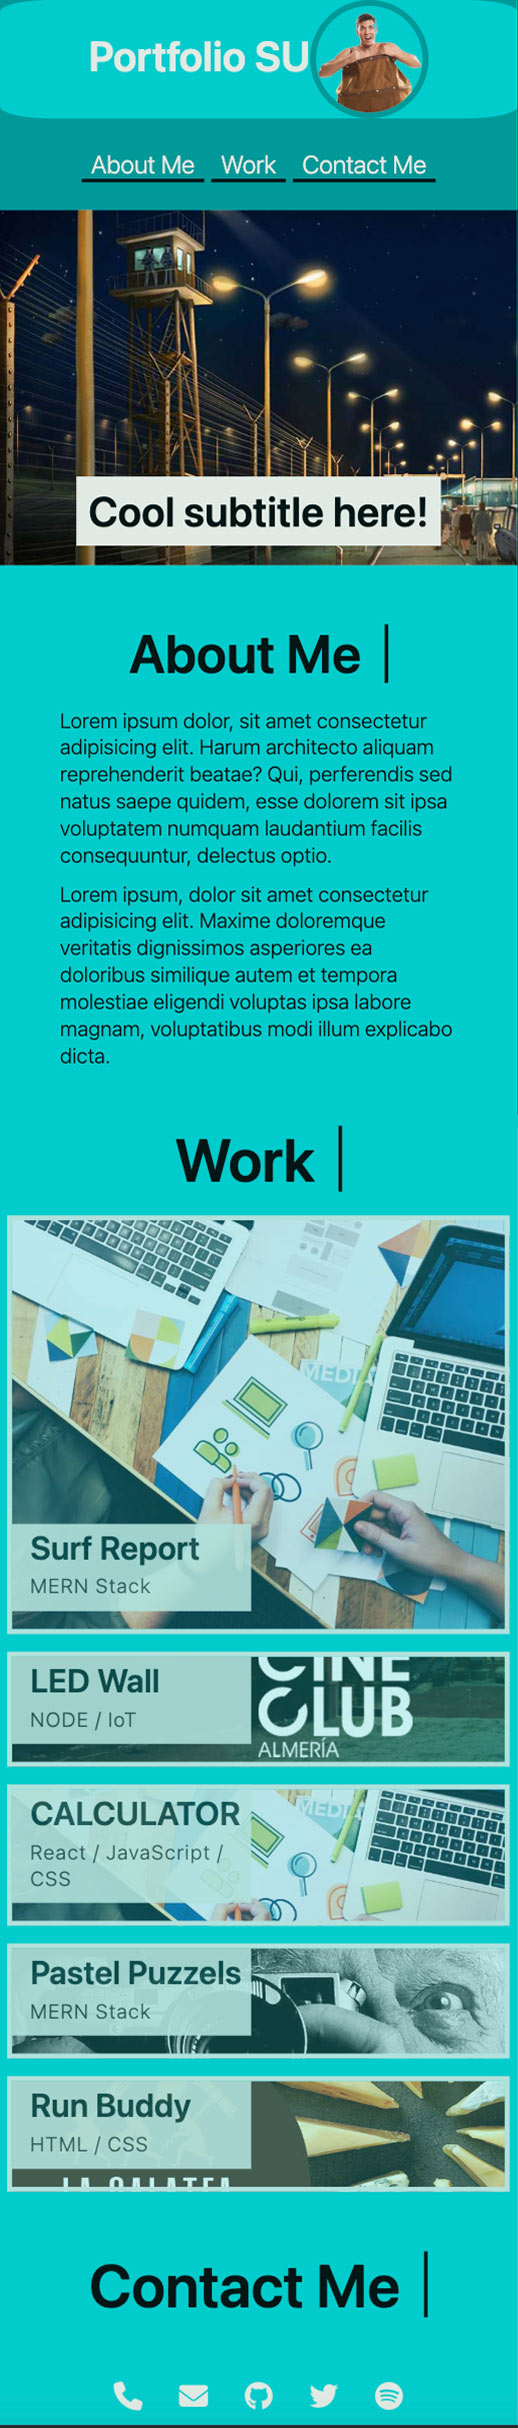 Portfolio SU
About Me Work Contact Me
Cool subtitle here!
About Me
Lorem ipsum dolor, sit amet consectetur
adipisicing elit. Harum architecto aliquam
reprehenderit beatae? Qui, perferendis sed
natus saepe quidem, esse dolorem sit ipsa
voluptatem numquam laudantium facilis
consequuntur, delectus optio.
Lorem ipsum, dolor sit amet consectetur
adipisicing elit. Maxime doloremque
veritatis dignissimos asperiores ea
doloribus similique autem et tempora
molestiae eligendi voluptas ipsa labore
magnam, voluptatibus modi illum explicabo
dicta.
Work
MEDIA
Surf Report
MERN Stack
LED Wall
NODE / IoT
CINE
CLUB
ALMERÍA
CALCULATOR
React / JavaScript /
CSS
MEDIA
Pastel Puzzels
MERN Stack
Run Buddy
HTML / CSS
LA GALATEA
Contact Me